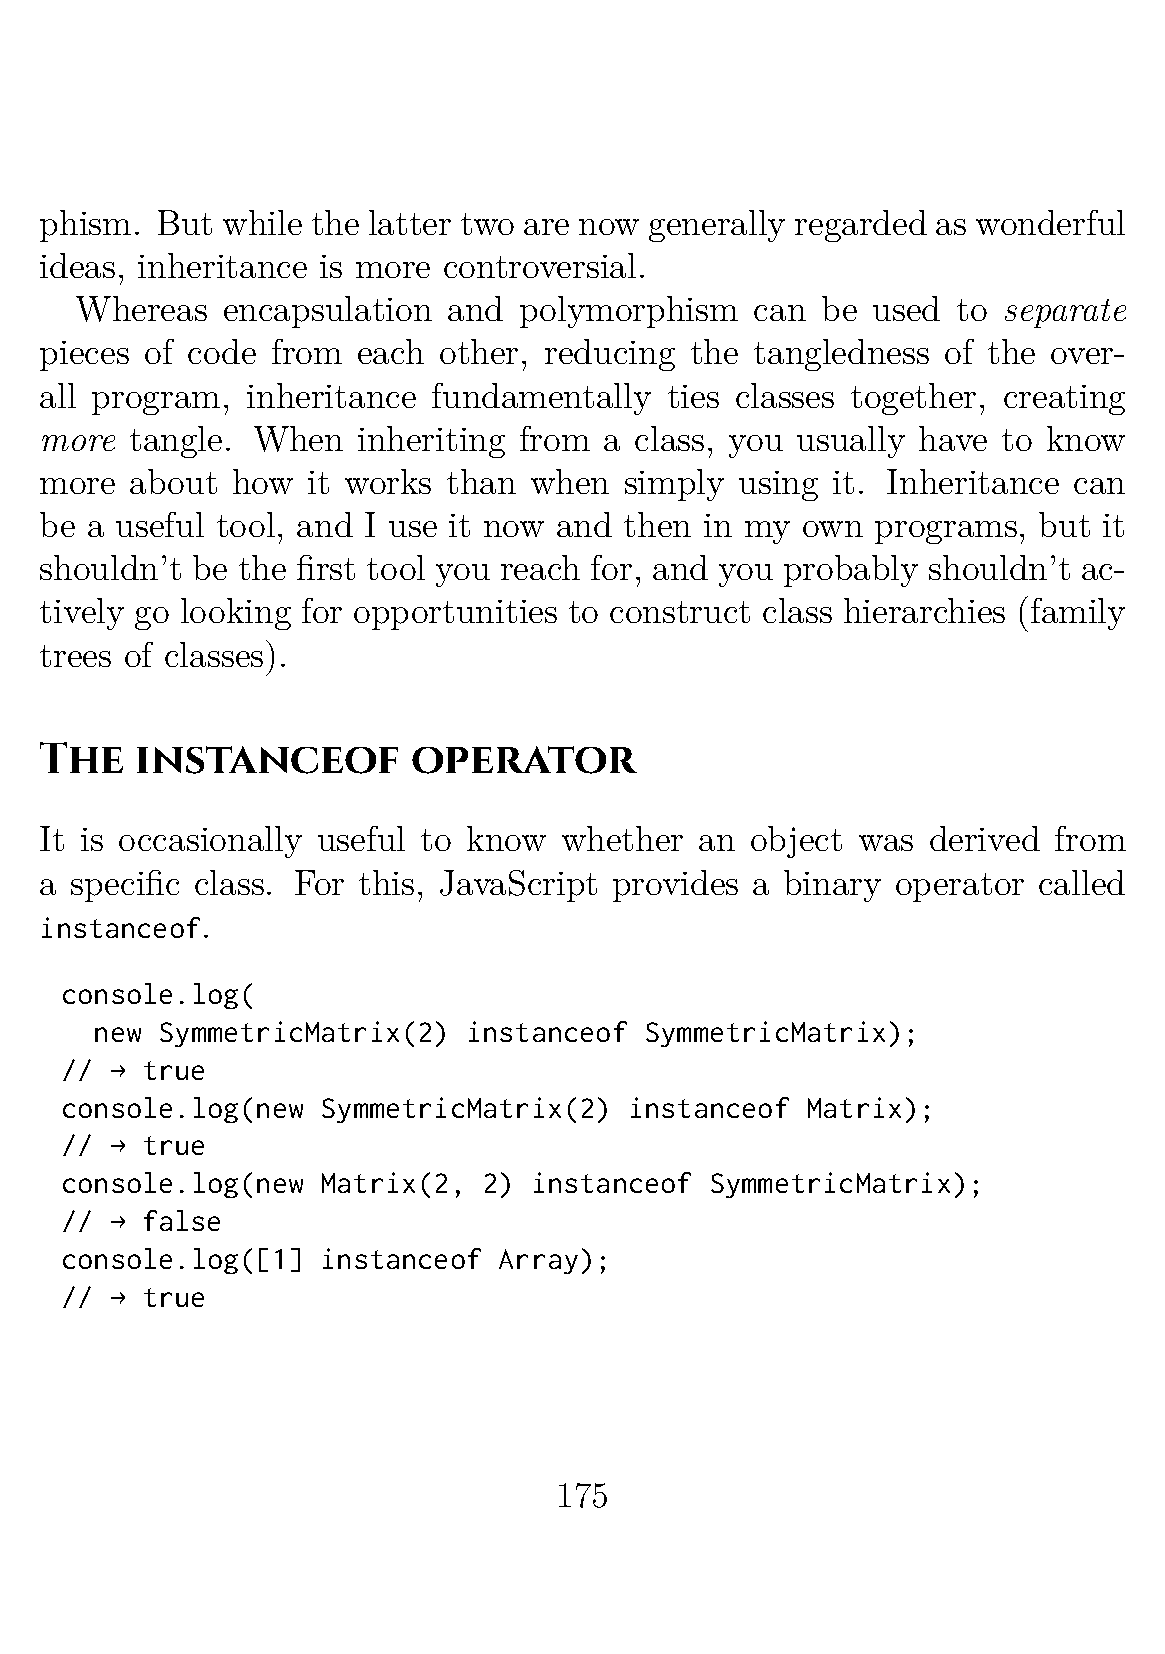 phism. But while the latter two are now generally regarded as wonderful
ideas, inheritance is more controversial.
Whereas encapsulation and polymorphism can be used to separate
pieces of code from each other, reducing the tangledness of the over-
all program, inheritance fundamentally ties classes together, creating
more tangle. When inheriting from a class, you usually have to know
more about how it works than when simply using it. Inheritance can
be a useful tool, and I use it now and then in my own programs, but it
shouldn't be the first tool you reach for, and you probably shouldn't ac-
tively go looking for opportunities to construct class hierarchies (family
trees of classes).
The instanceof operator
It is occasionally useful to know whether an object was derived from
a specific class. For this, JavaScript provides a binary operator called
instanceof.
console.log(
  new SymmetricMatrix(2) instanceof SymmetricMatrix);
// → true
console.log(new SymmetricMatrix(2) instanceof Matrix);
// → true
console.log(new Matrix(2, 2) instanceof SymmetricMatrix);
// → false
console.log([1] instanceof Array);
// → true
175